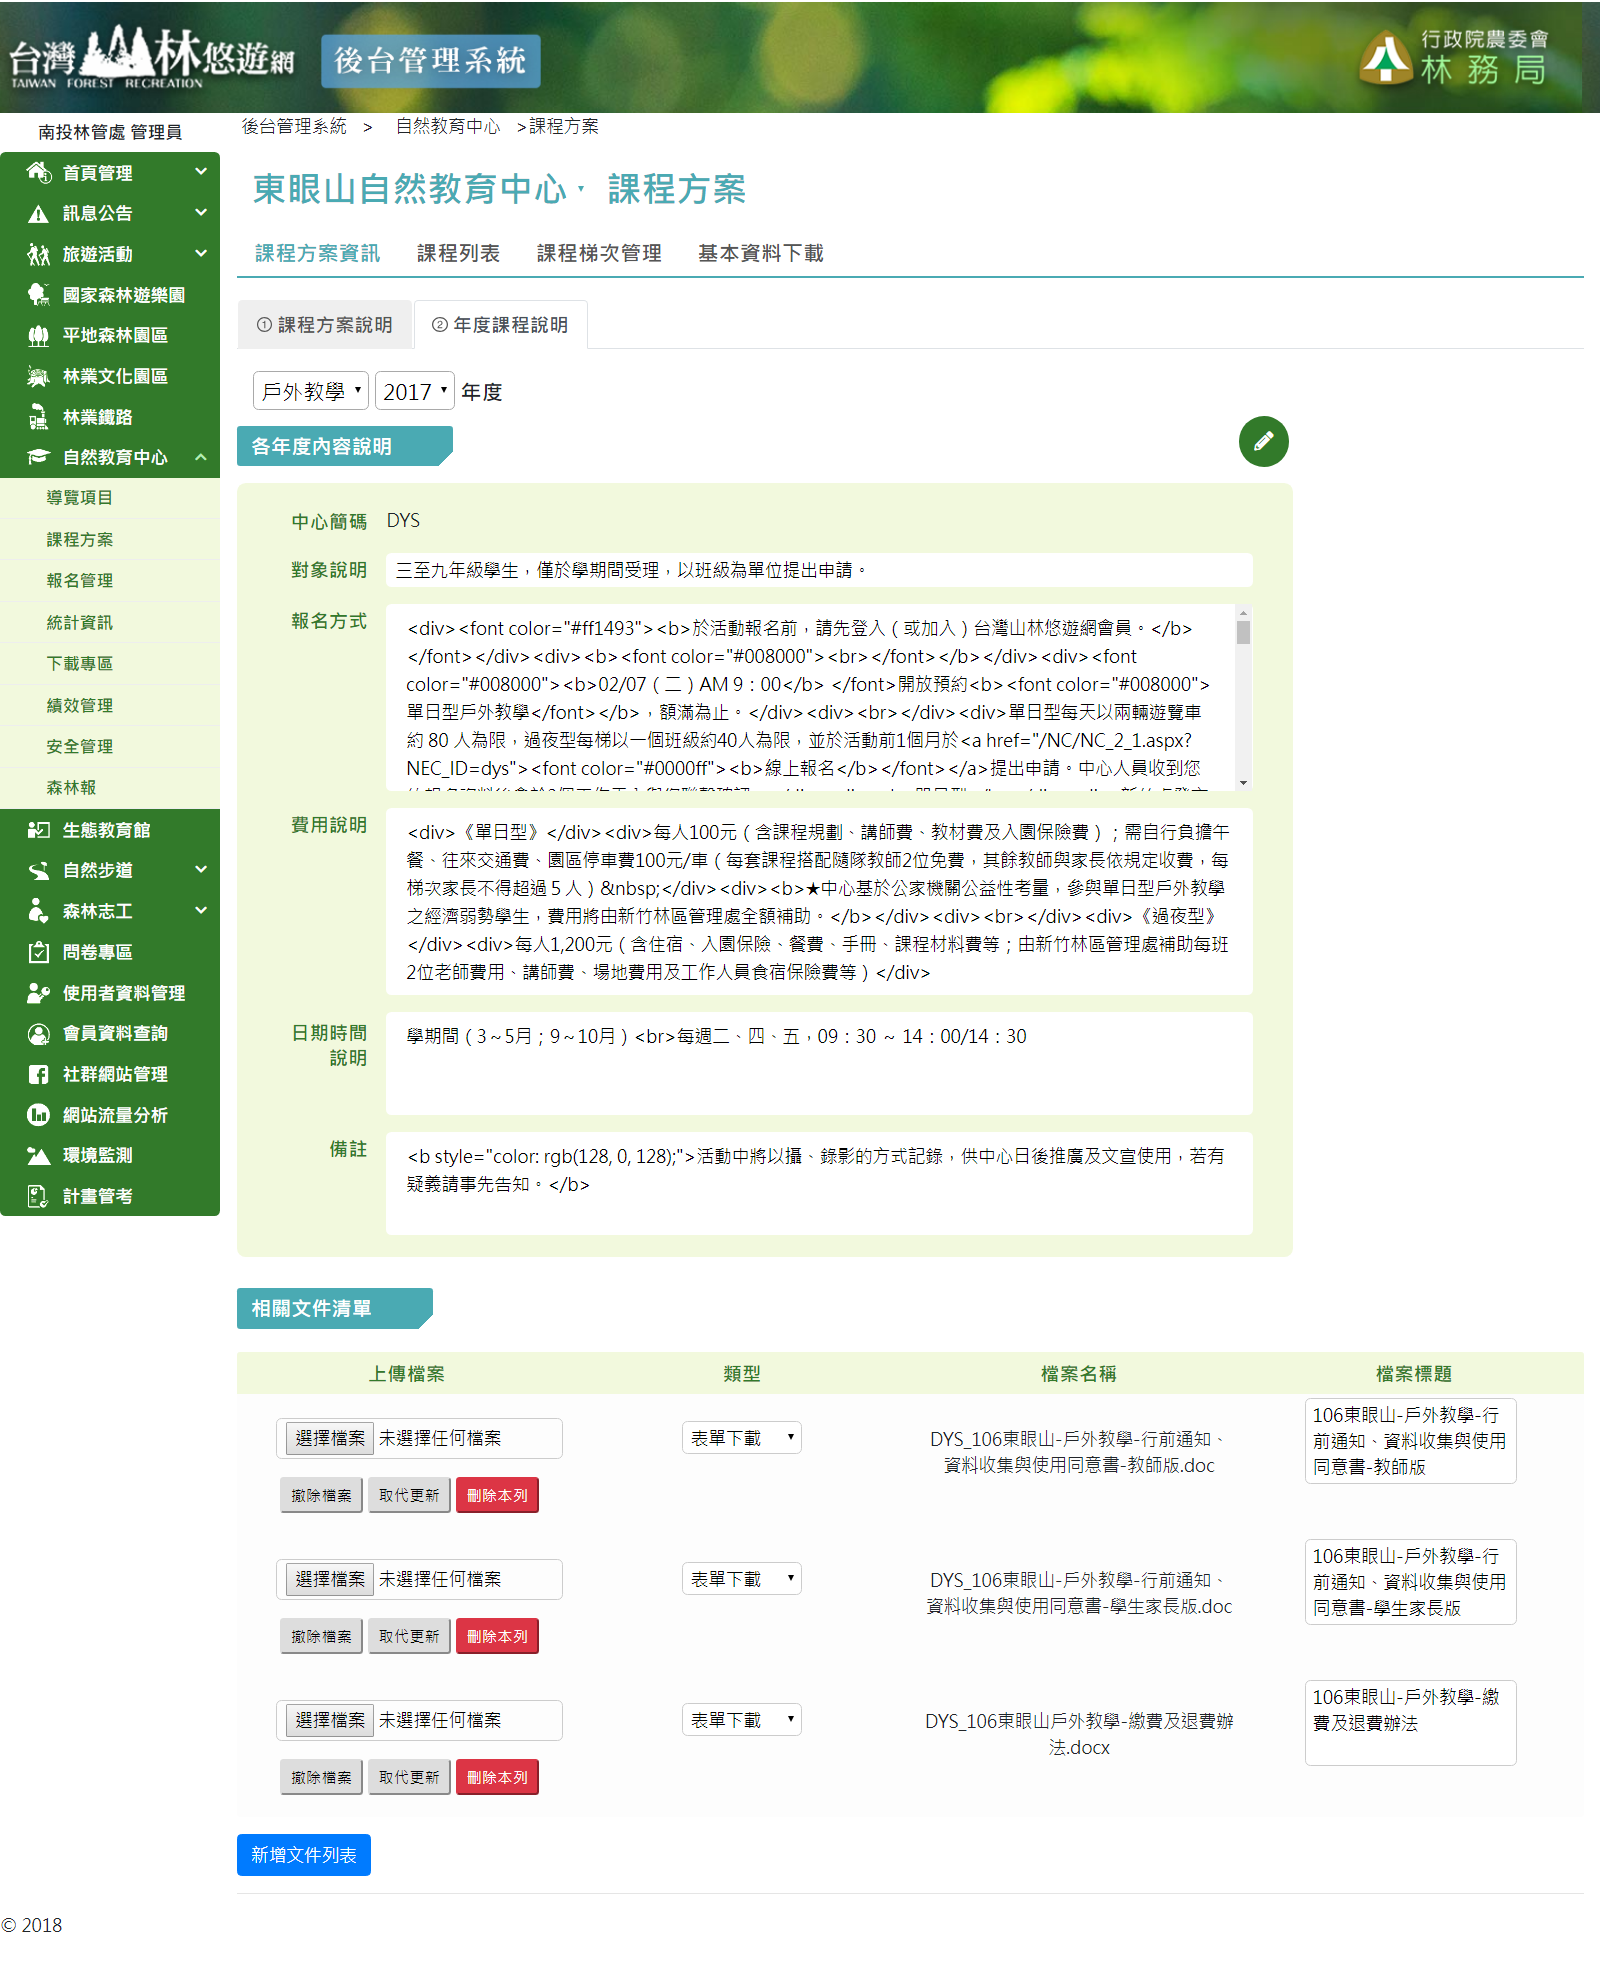 台灣山林悠遊網
TAIWAN FOREST RECREATION
後台管理系統
行政院農委會
林務局
南投林管處 管理員
首頁管理
訊息公告
旅遊活動
國家森林遊樂園
平地森林園區
林業文化園區
林業鐵路
自然教育中心
導覽項目
課程方案
報名管理
統計資訊
下載專區
績效管理
安全管理
森林報
生態教育館
自然步道
森林志工
問卷專區
使用者資料管理
會員資料查詢
社群網站管理
網站流量分析
環境監測
計畫管考
後台管理系統 > 自然教育中心 >課程方案
東眼山自然教育中心· 課程方案
課程方案資訊 課程列表 課程梯次管理 基本資料下載
① 課程方案說明 ② 年度課程說明
戶外教學 2017 年度
各年度內容說明
中心簡碼 DYS
對象說明 三至九年級學生，僅於學期間受理，以班級為單位提出申請。
報名方式
<div><font color="#ff1493"><b>於活動報名前，請先登入（或加入）台灣山林悠遊網會員。</b>
</font></div><div><b><font color="#008000"><br></font></b></div><div><font
color="#008000"><b>02/07（二）AM 9：00</b> </font>開放預約<b><font color="#008000">
單日型戶外教學</font></b>，額滿為止。</div><div><br></div><div>單日型每天以兩輛遊覽車
約 80 人為限，過夜型每梯以一個班級約40人為限，並於活動前1個月於<a href="/NC/NC_2_1.aspx?
NEC_ID=dys"><font color="#0000ff"><b>線上報名</b></font></a>提出申請。中心人員收到您
費用說明
<div>《單日型》</div><div>每人100元（含課程規劃、講師費、教材費及入園保險費）；需自行負擔午
餐、往來交通費、園區停車費100元/車（每套課程搭配隨隊教師2位免費，其餘教師與家長依規定收費，每
梯次家長不得超過５人）&nbsp;</div><div><b>★中心基於公家機關公益性考量，參與單日型戶外教學
之經濟弱勢學生，費用將由新竹林區管理處全額補助。</b></div><div><br></div><div>《過夜型》
</div><div>每人1,200元（含住宿、入園保險、餐費、手冊、課程材料費等；由新竹林區管理處補助每班
2位老師費用、講師費、場地費用及工作人員食宿保險費等）</div>
日期時間
說明
學期間（3～5月；9～10月）<br>每週二、四、五，09：30 ～ 14：00/14：30
備註
<b style="color: rgb(128, 0, 128);">活動中將以攝、錄影的方式記錄，供中心日後推廣及文宣使用，若有
疑義請事先告知。</b>
相關文件清單
上傳檔案 類型 檔案名稱 檔案標題
選擇檔案 未選擇任何檔案
撤除檔案 取代更新 刪除本列
表單下載
DYS_106東眼山-戶外教學-行前通知、
資料收集與使用同意書-教師版.doc
106東眼山-戶外教學-行
前通知、資料收集與使用
同意書-教師版
選擇檔案 未選擇任何檔案
撤除檔案 取代更新 刪除本列
表單下載
DYS_106東眼山-戶外教學-行前通知、
資料收集與使用同意書-學生家長版.doc
106東眼山-戶外教學-行
前通知、資料收集與使用
同意書-學生家長版
選擇檔案 未選擇任何檔案
撤除檔案 取代更新 刪除本列
表單下載
DYS_106東眼山戶外教學-繳費及退費辦
法.docx
106東眼山-戶外教學-繳
費及退費辦法
新增文件列表
© 2018